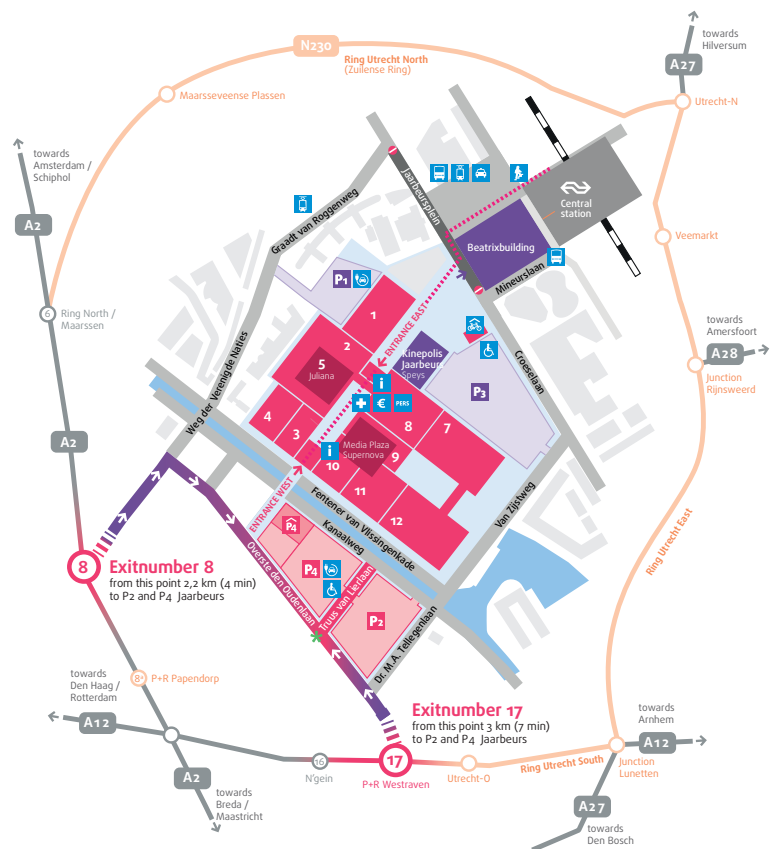 N230
Ring Utrecht North
(Zuilense Ring)
Maarsseveense Plassen
towards
Hilversum
A27
Utrecht-N
towards
Amsterdam /
Schiphol
A2
Graadt van Roggenweg
Jaarbeursplein
Central
station
Beatrixbuilding
Mineurslaan
Veemarkt
P1
6
Ring North /
Maarssen
1
ENTRANCE EAST
2
Kinepolis
Jaarbeurs
Speys
Croeselaan
towards
Amersfoort
A28
Junction
Rijnsweerd
5
Juliana
Weg der Verenigde Naties
i
P3
€
PERS
4
3
8
7
A2
Media Plaza
Supernova
i
10
9
11
12
ENTRANCE WEST
Fentener van Vlissingenkade
Kanaalweg
Van Zijstweg
Ring Utrecht East
P4
P4
Overste den Oudenlaan
Truus van Lierlaan
P2
Dr. M.A. Tellegenlaan
8
Exitnumber 8
from this point 2,2 km (4 min)
to P2 and P4 Jaarbeurs
*
8a
P+R Papendorp
towards
Den Haag /
Rotterdam
A12
Exitnumber 17
from this point 3 km (7 min)
to P2 and P4 Jaarbeurs
towards
Arnhem
A12
16
N'gein
17
P+R Westraven
Utrecht-O
Ring Utrecht South
Junction
Lunetten
A2
towards
Breda /
Maastricht
A27
towards
Den Bosch